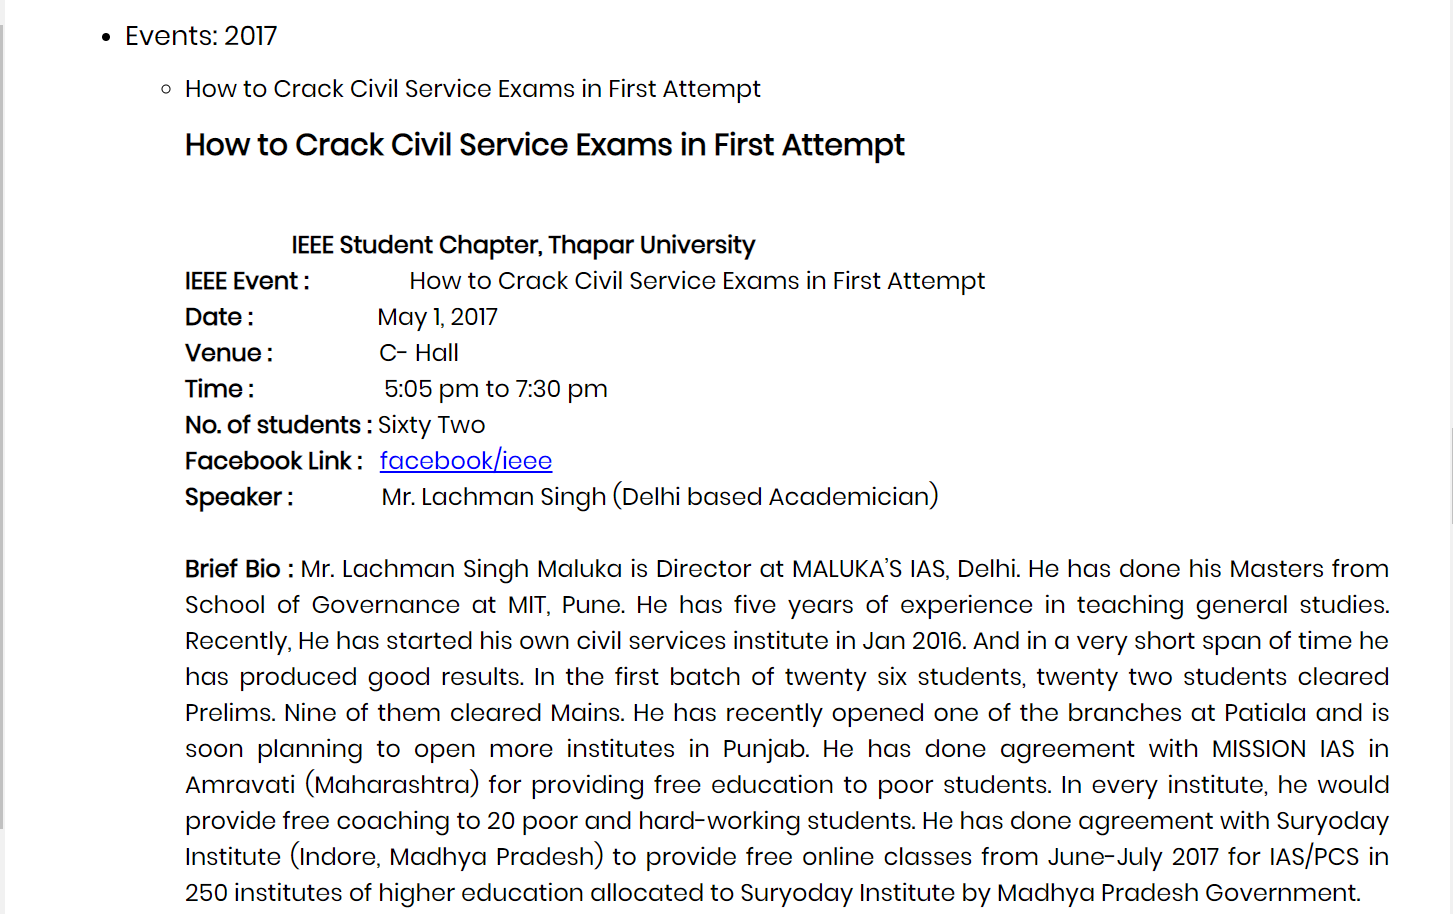 Events: 2017
How to Crack Civil Service Exams in First Attempt
How to Crack Civil Service Exams in First Attempt
IEEE Student Chapter, Thapar University
IEEE Event : How to Crack Civil Service Exams in First Attempt
Date : May 1, 2017
Venue : C- Hall
Time : 5:05 pm to 7:30 pm
No. of students : Sixty Two
Facebook Link : facebook/ieee
Speaker : Mr. Lachman Singh (Delhi based Academician)
Brief Bio : Mr. Lachman Singh Maluka is Director at MALUKA’S IAS, Delhi. He has done his Masters from
School of Governance at MIT, Pune. He has five years of experience in teaching general studies.
Recently, He has started his own civil services institute in Jan 2016. And in a very short span of time he
has produced good results. In the first batch of twenty six students, twenty two students cleared
Prelims. Nine of them cleared Mains. He has recently opened one of the branches at Patiala and is
soon planning to open more institutes in Punjab. He has done agreement with MISSION IAS in
Amravati (Maharashtra) for providing free education to poor students. In every institute, he would
provide free coaching to 20 poor and hard-working students. He has done agreement with Suryoday
Institute (Indore, Madhya Pradesh) to provide free online classes from June-July 2017 for IAS/PCS in
250 institutes of higher education allocated to Suryoday Institute by Madhya Pradesh Government.